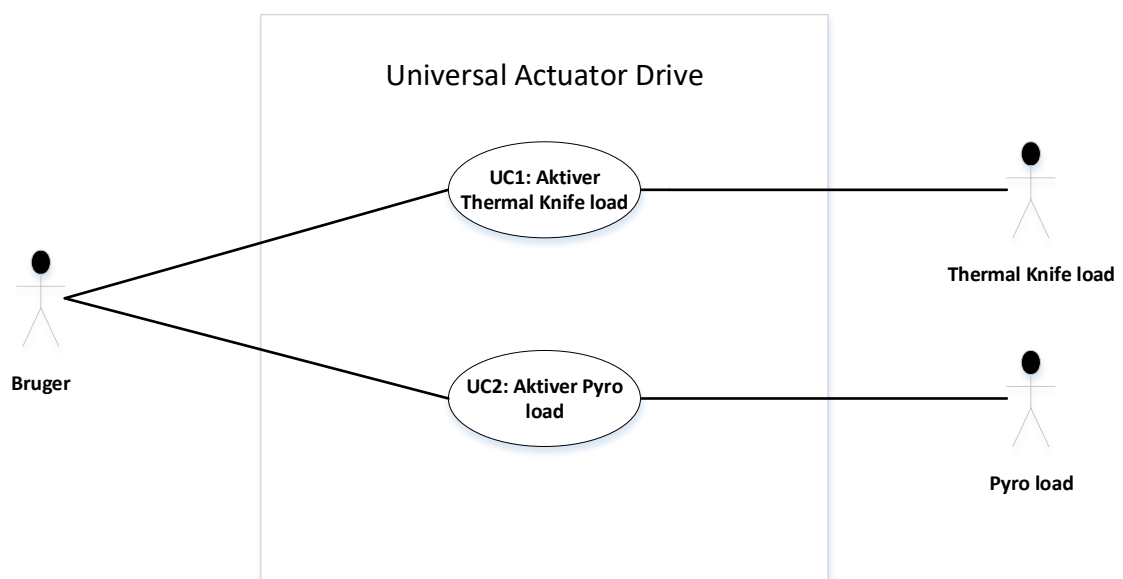 Universal Actuator Drive
UC1: Aktiver
Thermal Knife load
Thermal Knife load
Bruger
UC2: Aktiver Pyro
load
Pyro load